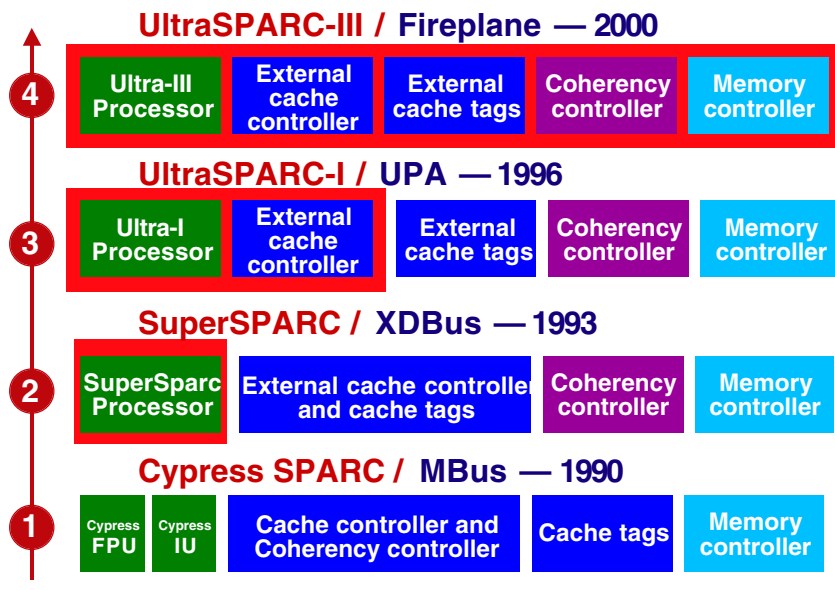 UltraSPARC-III / Fireplane — 2000
4
Ultra-III
Processor
External
cache
controller
External
cache tags
Coherency
controller
Memory
controller
UltraSPARC-I / UPA — 1996
3
Ultra-I
Processor
External
cache
controller
External
cache tags
Coherency
controller
Memory
controller
SuperSPARC / XDBus — 1993
2
SuperSparc
Processor
External cache controller
and cache tags
Coherency
controller
Memory
controller
Cypress SPARC / MBus — 1990
1
Cypress
FPU
Cypress
IU
Cache controller and
Coherency controller
Cache tags
Memory
controller